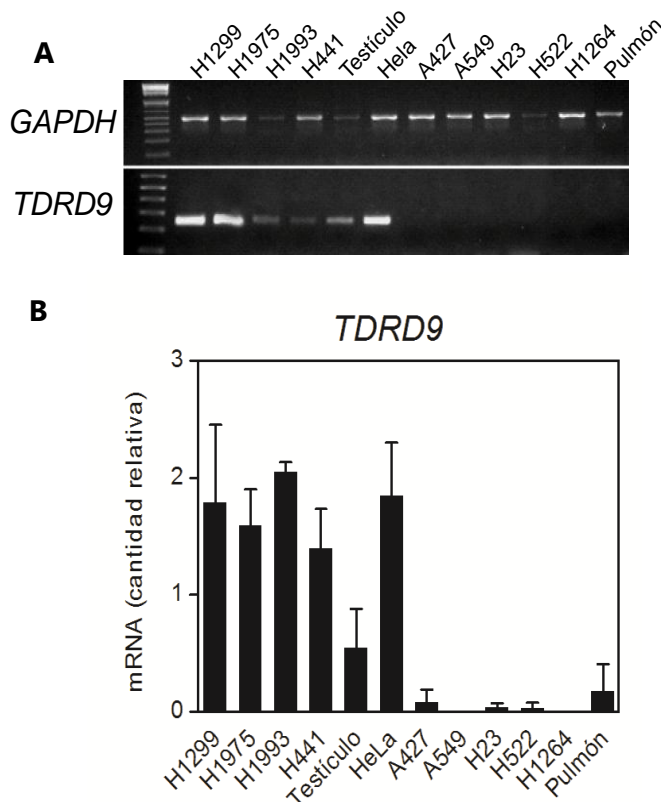 A
H1299 H1975 H1993 H441 Testículo Hela A427 A549 H23 H522 H1264 Pulmón
GAPDH
TDRD9
B
TDRD9
mRNA (cantidad relativa)
3
2
1
0
H1299 H1975 H1993 H441 Testículo HeLa A427 A549 H23 H522 H1264 Pulmón